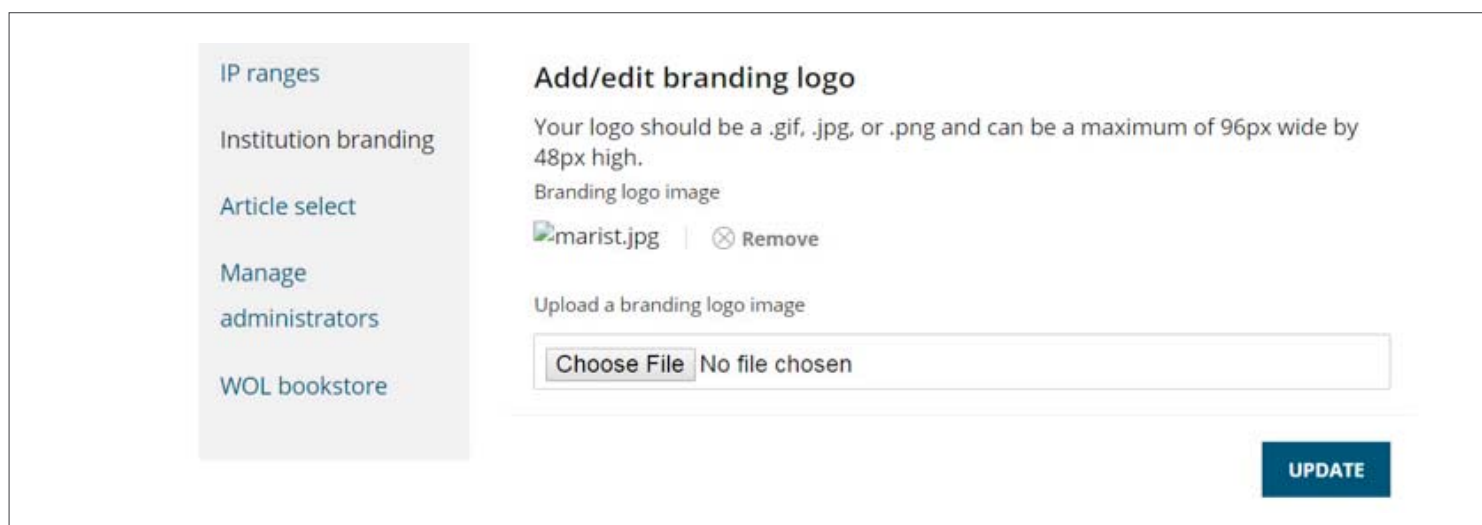 IP ranges
Institution branding
Article select
Manage
administrators
WOL bookstore
Add/edit branding logo
Your logo should be a .gif, .jpg, or .png and can be a maximum of 96px wide by
48px high.
Branding logo image
marist.jpg Remove
Upload a branding logo image
Choose File No file chosen
UPDATE